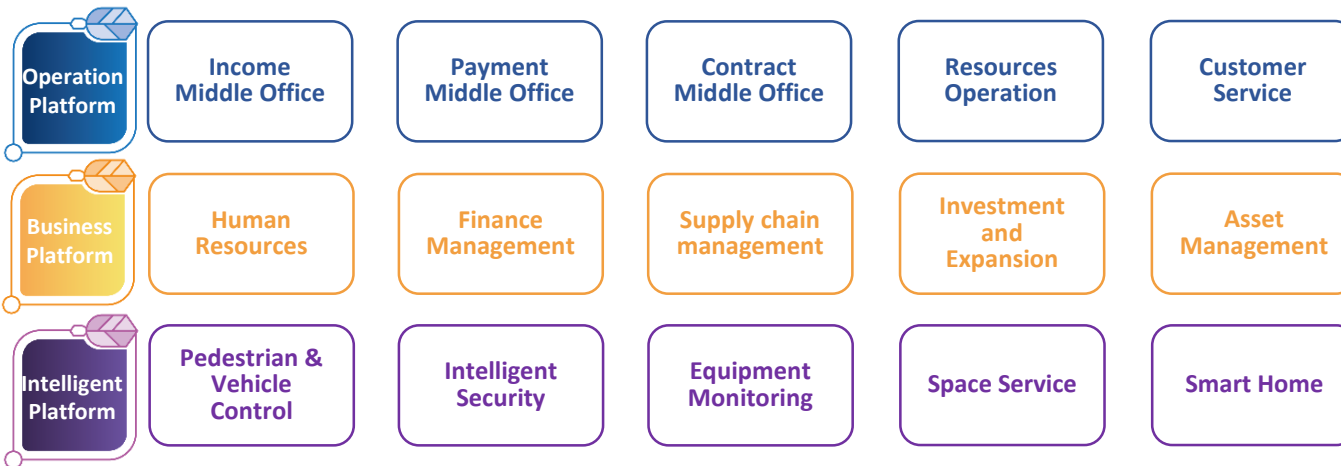 Operation
Platform
Income
Middle Office
Payment
Middle Office
Contract
Middle Office
Resources
Operation
Customer
Service
Business
Platform
Human
Resources
Finance
Management
Supply chain
management
Investment
and
Expansion
Asset
Management
Intelligent
Platform
Pedestrian &
Vehicle
Control
Intelligent
Security
Equipment
Monitoring
Space Service
Smart Home